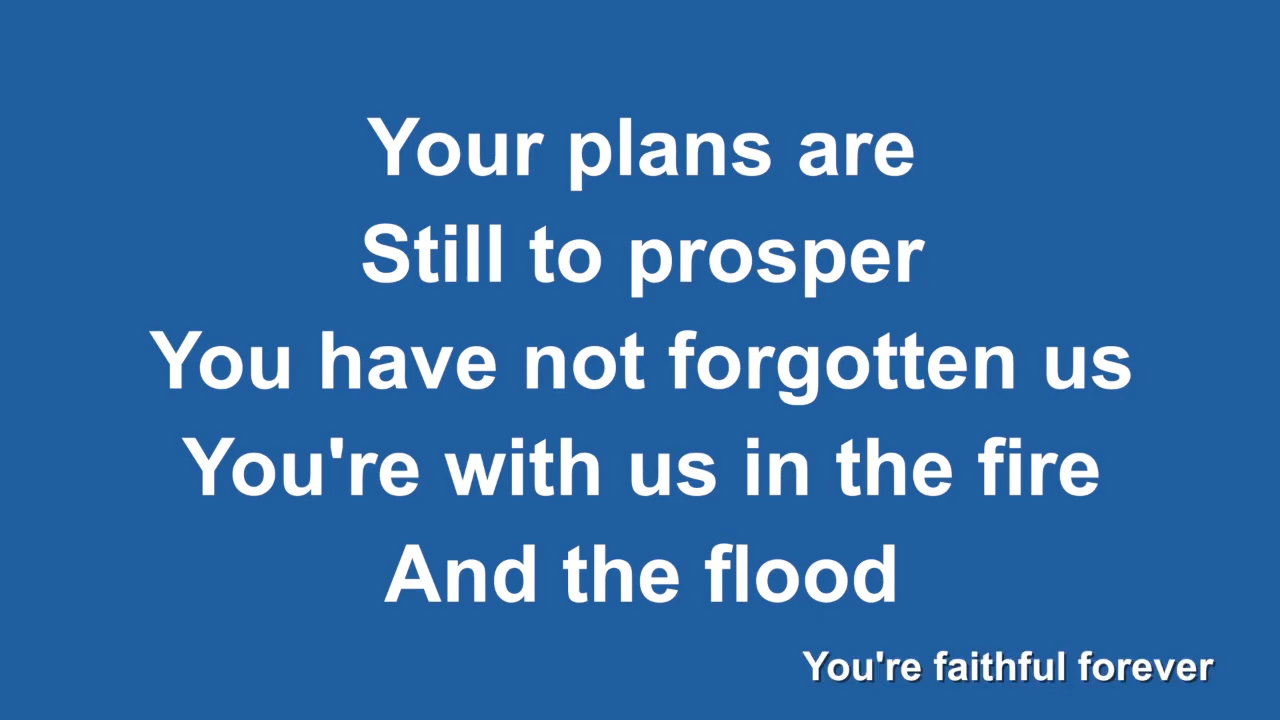 Your plans are
Still to prosper
You have not forgotten us
You're with us in the fire
And the flood
You're faithful forever